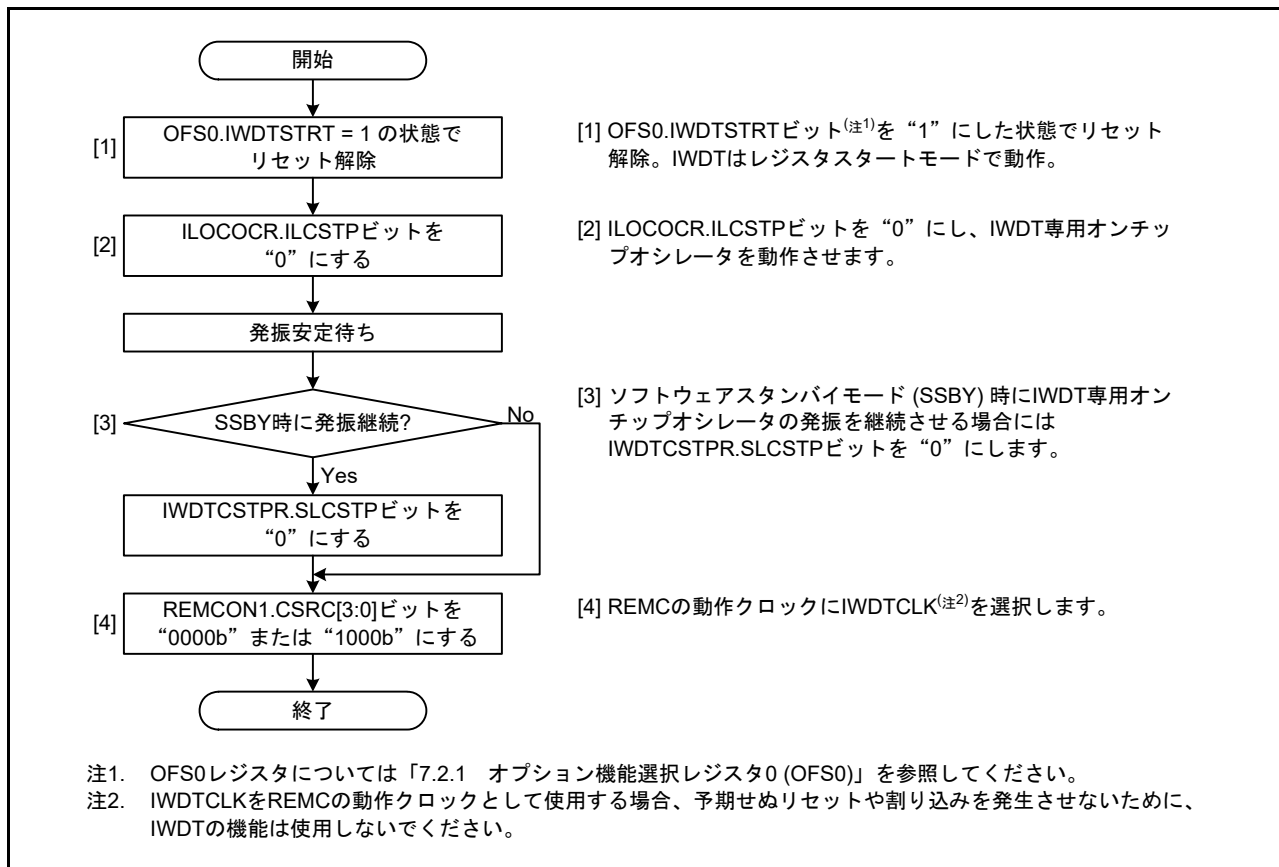 開始
[1]
OFS0.IWDTSTRT = 1 の状態で
リセット解除
[1] OFS0.IWDTSTRTビット(注1)を“1”にした状態でリセット
解除。IWDTはレジスタスタートモードで動作。
[2]
ILOCOCR.ILCSTPビットを
“0”にする
[2] ILOCOCR.ILCSTPビットを“0”にし、IWDT専用オンチッ
プオシレータを動作させます。
発振安定待ち
[3]
SSBY時に発振継続?
No
Yes
[3] ソフトウェアスタンバイモード (SSBY) 時にIWDT専用オン
チップオシレータの発振を継続させる場合には
IWDTCSTPR.SLCSTPビットを“0”にします。
IWDTCSTPR.SLCSTPビットを
“0”にする
[4]
REMCON1.CSRC[3:0]ビットを
“0000b”または“1000b”にする
[4] REMCの動作クロックにIWDTCLK(注2)を選択します。
終了
注1. OFS0レジスタについては「7.2.1 オプション機能選択レジスタ0 (OFS0)」を参照してください。
注2. IWDTCLKをREMCの動作クロックとして使用する場合、予期せぬリセットや割り込みを発生させないために、
IWDTの機能は使用しないでください。